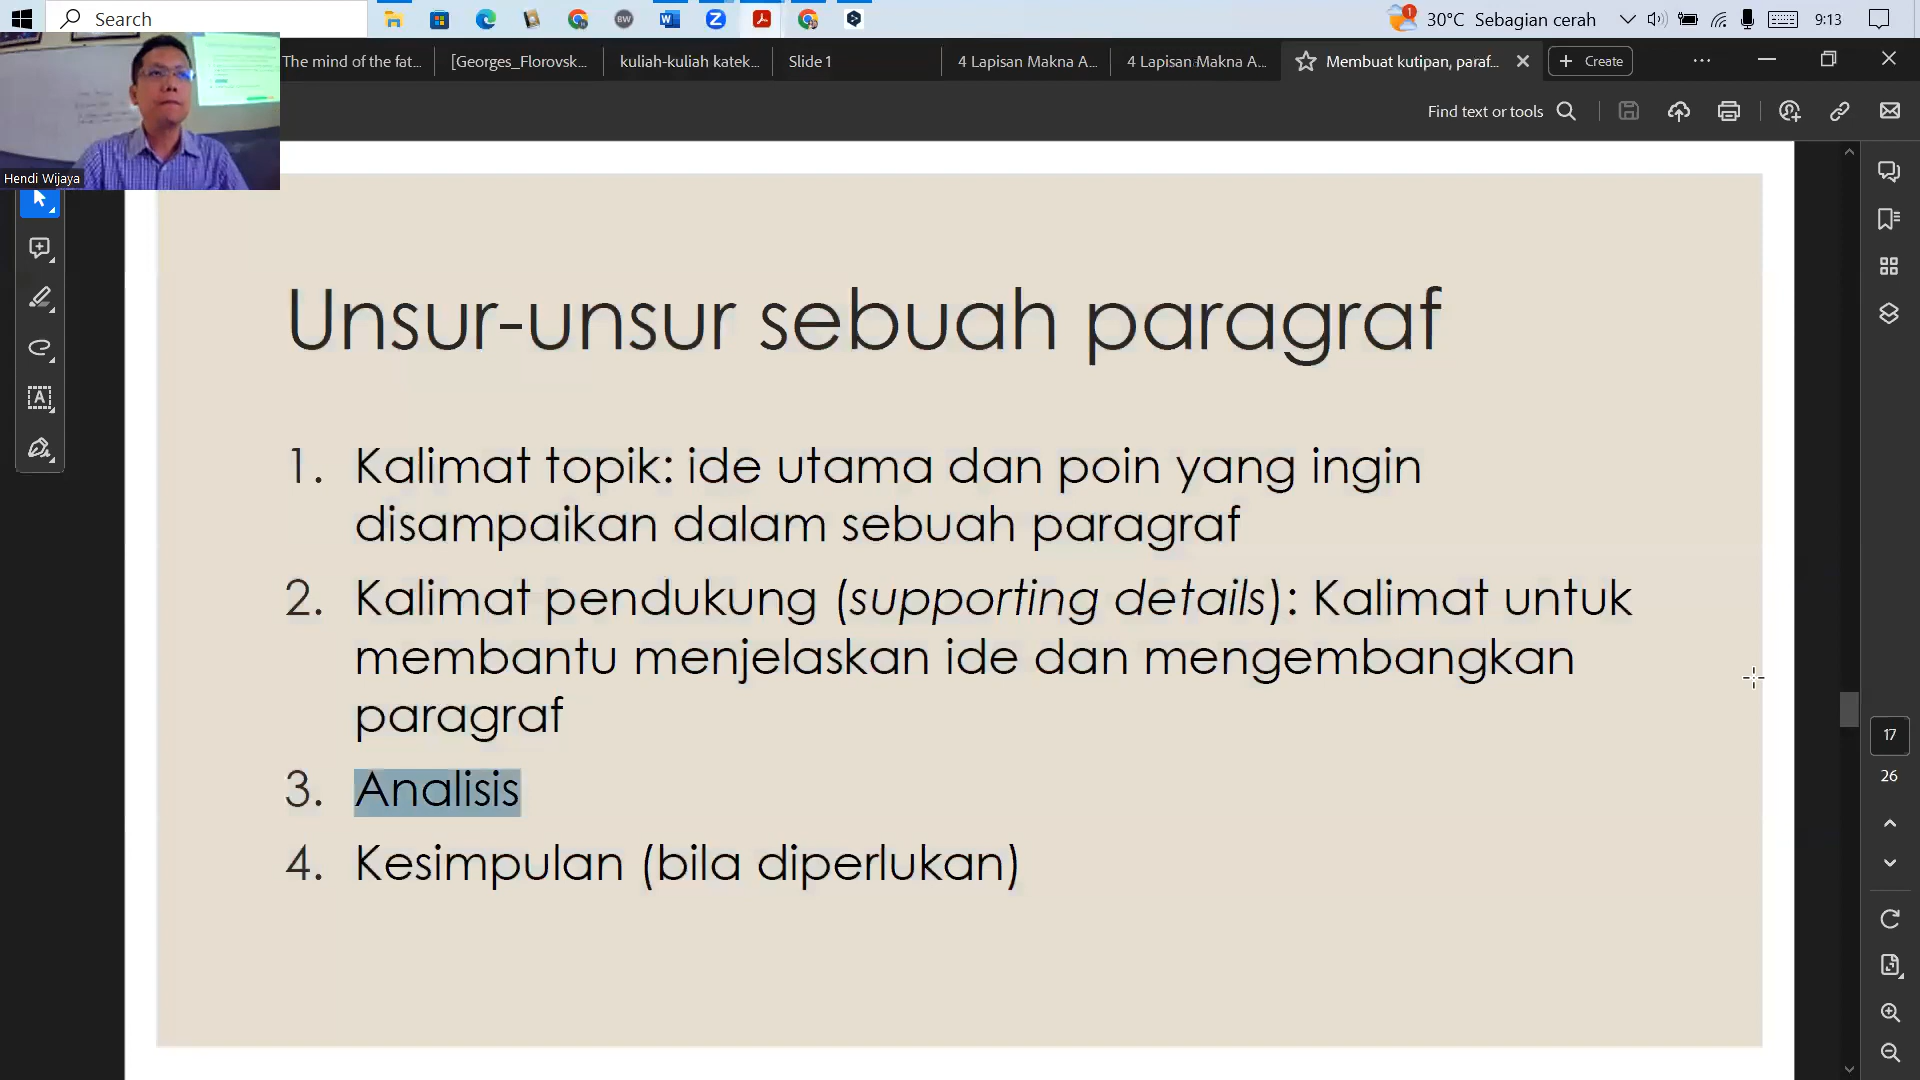 Search
30°C Sebagian cerah
9:13
The mind of the fat...
[Georges_Florovsk...
kuliah-kuliah katek...
Slide 1
4 Lapisan Makna A...
4 Lapisan Makna A...
Membuat kutipan, paraf...
Create
Find text or tools
Hendi Wijaya
Unsur-unsur sebuah paragraf
1. Kalimat topik: ide utama dan poin yang ingin
disampaikan dalam sebuah paragraf
2. Kalimat pendukung (supporting details): Kalimat untuk
membantu menjelaskan ide dan mengembangkan
paragraf
3. Analisis
4. Kesimpulan (bila diperlukan)
17
26